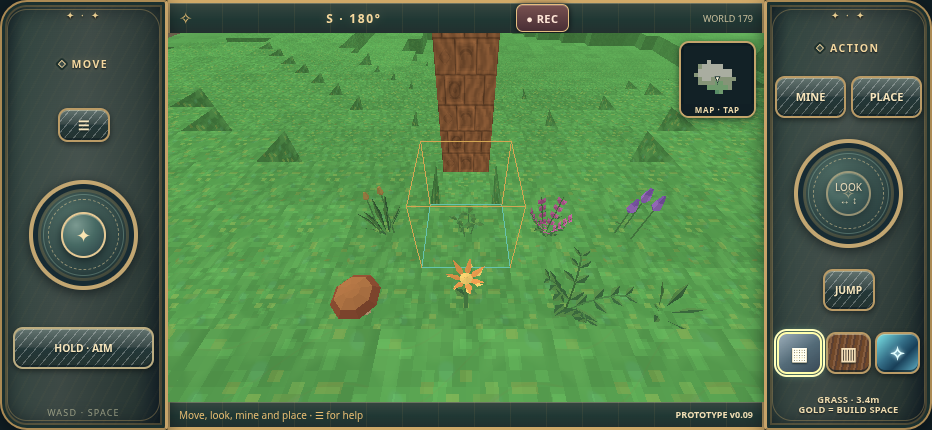 MOVE
HOLD · AIM
WASD · SPACE
S · 180°
● REC
WORLD 179
MAP · TAP
Move, look, mine and place · ☰ for help
PROTOTYPE v0.09
ACTION
MINE
PLACE
LOOK
JUMP
GRASS · 3.4m
GOLD = BUILD SPACE